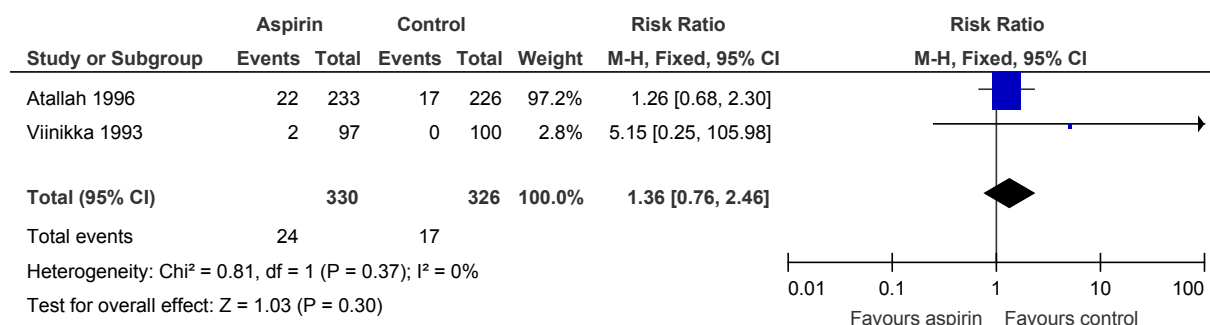 Aspirin Control Risk Ratio Risk Ratio
Study or Subgroup Events Total Events Total Weight M-H, Fixed, 95% CI M-H, Fixed, 95% CI
Atallah 1996 22 233 17 226 97.2% 1.26 [0.68, 2.30]
Viinikka 1993 2 97 0 100 2.8% 5.15 [0.25, 105.98]
Total (95% CI) 330 326 100.0% 1.36 [0.76, 2.46]
Total events 24 17
Heterogeneity: Chi² = 0.81, df = 1 (P = 0.37); I² = 0%
Test for overall effect: Z = 1.03 (P = 0.30)
0.01 0.1 1 10 100
Favours aspirin Favours control